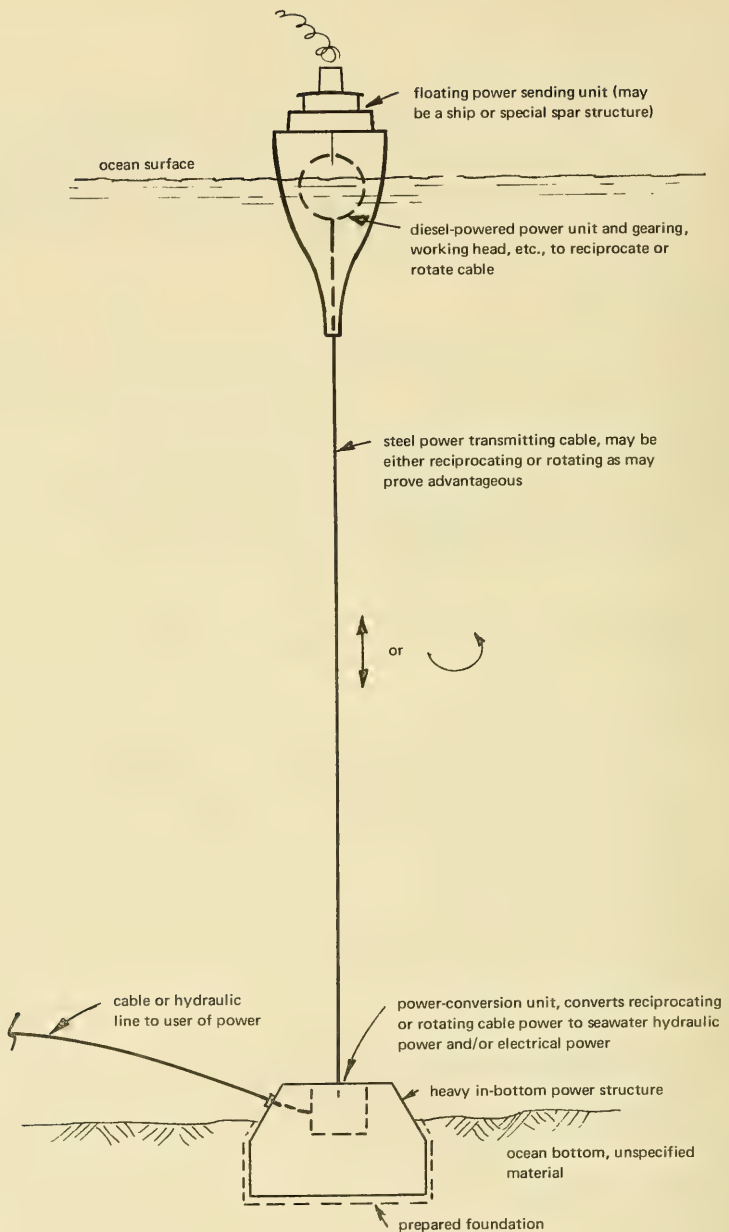 floating power sending unit (may
be a ship or special spar structure)
ocean surface
diesel-powered power unit and gearing,
working head, etc., to reciprocate or
rotate cable
steel power transmitting cable, may be
either reciprocating or rotating as may
prove advantageous
or
cable or hydraulic
line to user of power
power-conversion unit, converts reciprocating
or rotating cable power to seawater hydraulic
power and/or electrical power
heavy in-bottom power structure
ocean bottom, unspecified
material
prepared foundation